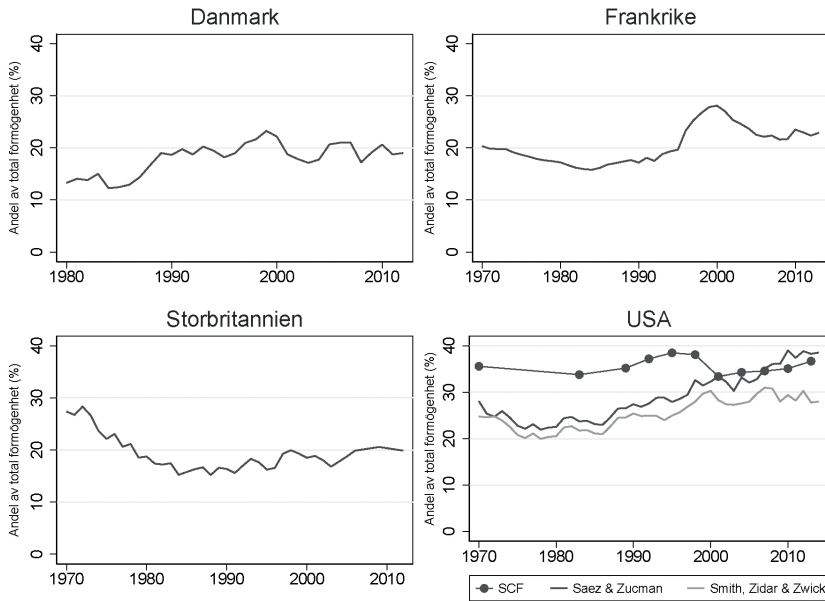 Danmark
Andel av total förmögenhet (%)
40
30
20
10
0
1980 1990 2000 2010
Frankrike
Andel av total förmögenhet (%)
40
30
20
10
0
1970 1980 1990 2000 2010
Storbritannien
Andel av total förmögenhet (%)
40
30
20
10
0
1970 1980 1990 2000 2010
USA
Andel av total förmögenhet (%)
40
30
20
10
0
1970 1980 1990 2000 2010
SCF Saez & Zucman Smith, Zidar & Zwick